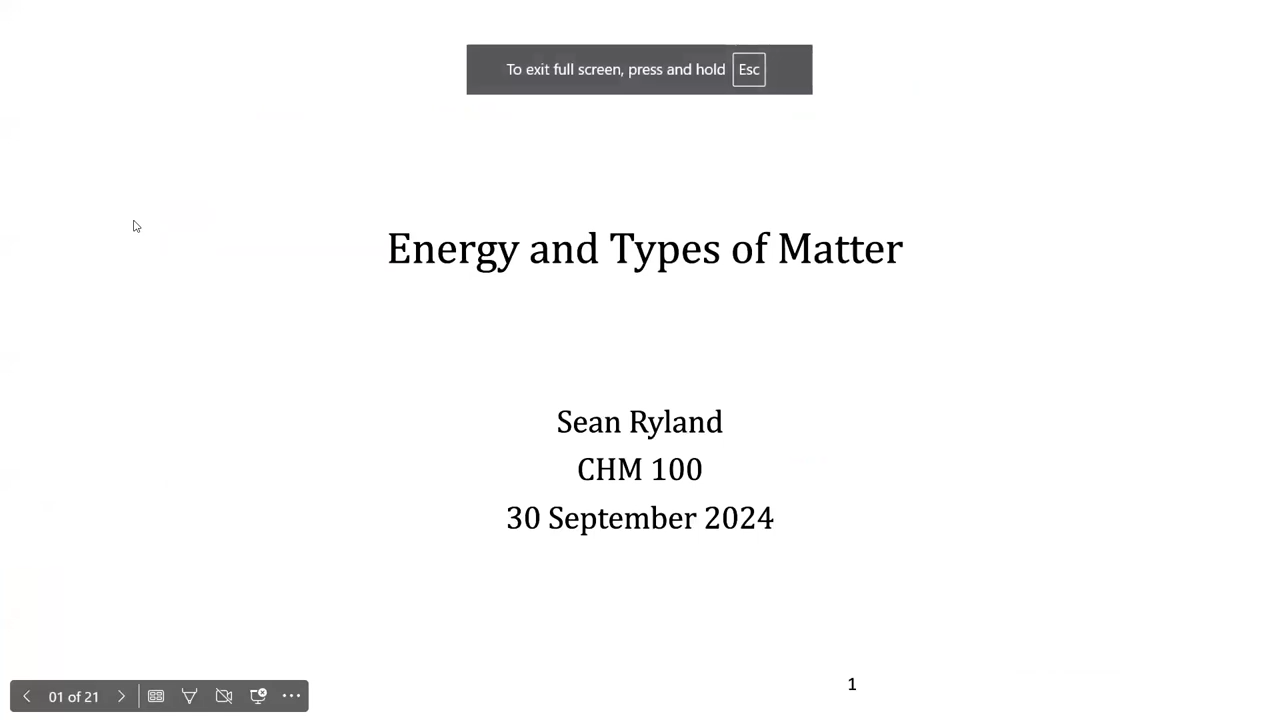 To exit full screen, press and hold Esc
Energy and Types of Matter
Sean Ryland
CHM 100
30 September 2024
01 of 21
1